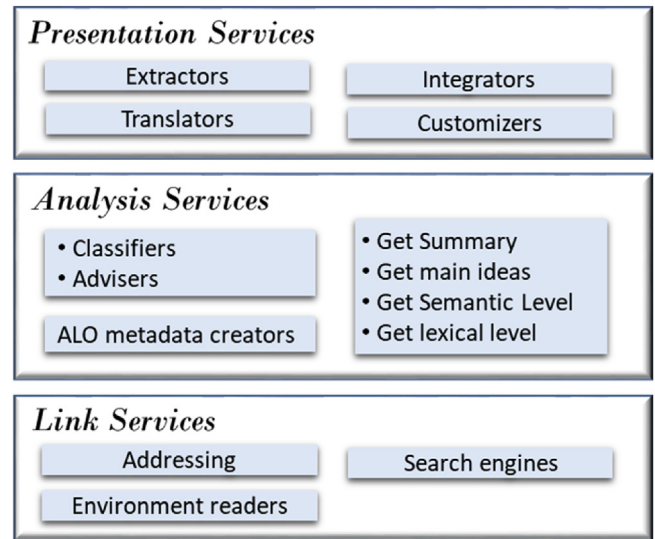 Presentation Services
Extractors
Integrators
Translators
Customizers
Analysis Services
• Classifiers
• Advisers
ALO metadata creators
• Get Summary
• Get main ideas
• Get Semantic Level
• Get lexical level
Link Services
Addressing
Search engines
Environment readers